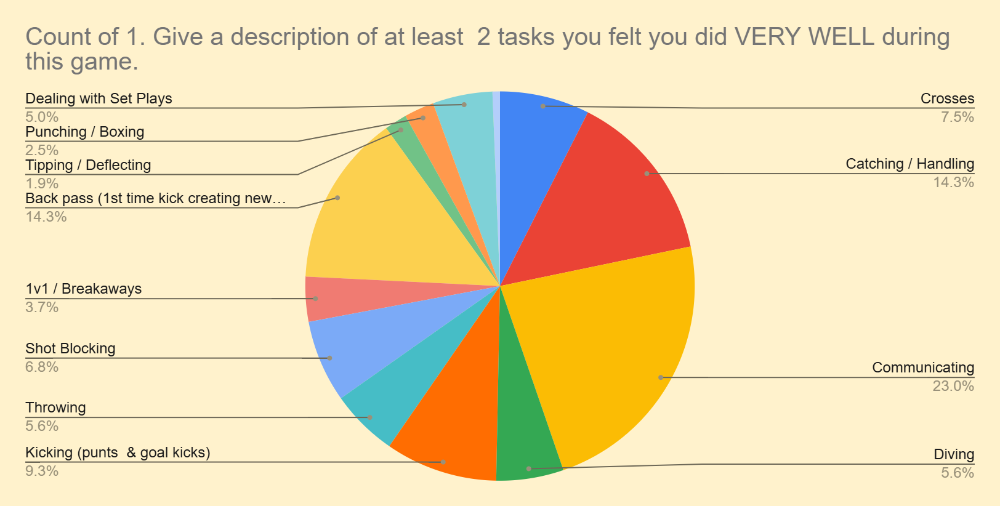 Count of 1. Give a description of at least  2 tasks you felt you did VERY WELL during
this game.
Dealing with Set Plays
5.0%
Punching / Boxing
2.5%
Tipping / Deflecting
1.9%
Back pass (1st time kick creating new…
14.3%
1v1 / Breakaways
3.7%
Shot Blocking
6.8%
Throwing
5.6%
Kicking (punts  & goal kicks)
9.3%
Crosses
7.5%
Catching / Handling
14.3%
Communicating
23.0%
Diving
5.6%